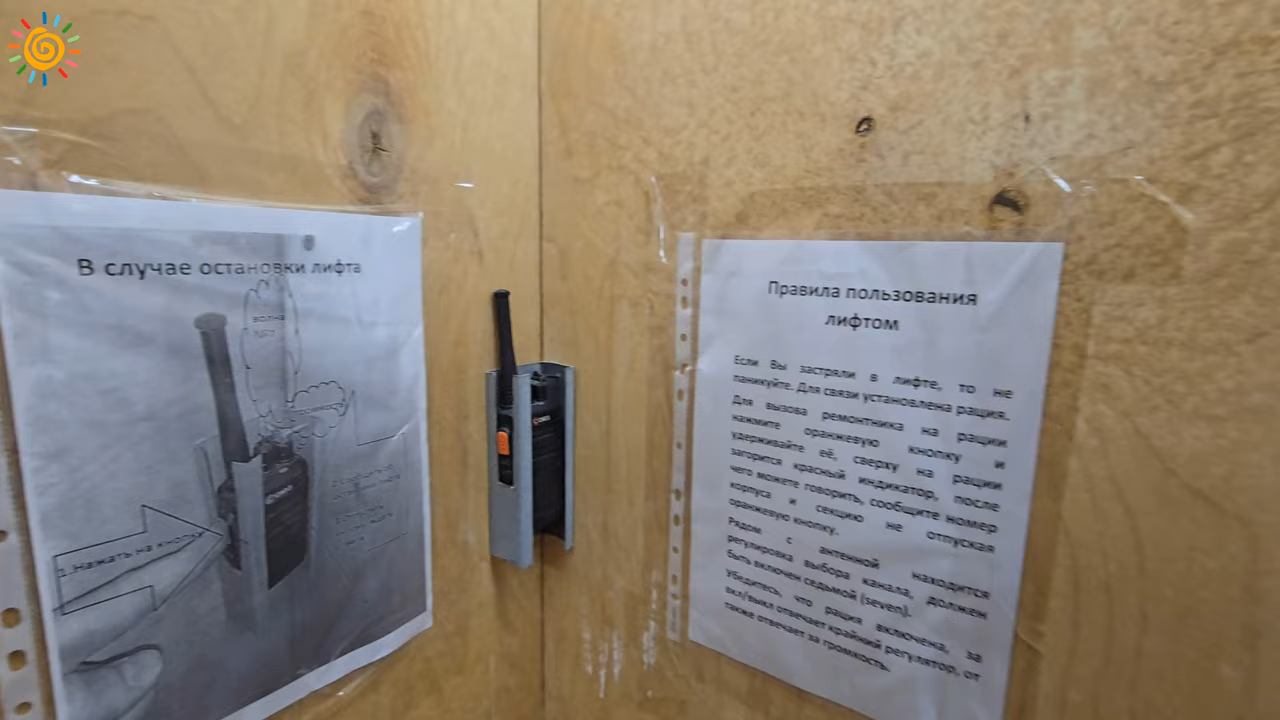 В случае остановки лифта
волна
1.Нажать на кнопку
Правила пользования
лифтом
Если Вы застряли в лифте, то не
паникуйте. Для связи установлена рация.
Для вызова ремонтника на рации
нажмите оранжевую кнопку и
удерживайте её, сверху на рации
загорится красный индикатор, после
чего можете говорить, сообщите номер
корпуса и секцию не отпуская
оранжевую кнопку.
Рядом с антенной находится
регулировка выбора канала, должен
быть включен седьмой (seven).
Убедитесь, что рация включена, за
вкл/выкл отвечает крайний регулятор, от
также отвечает за громкость.